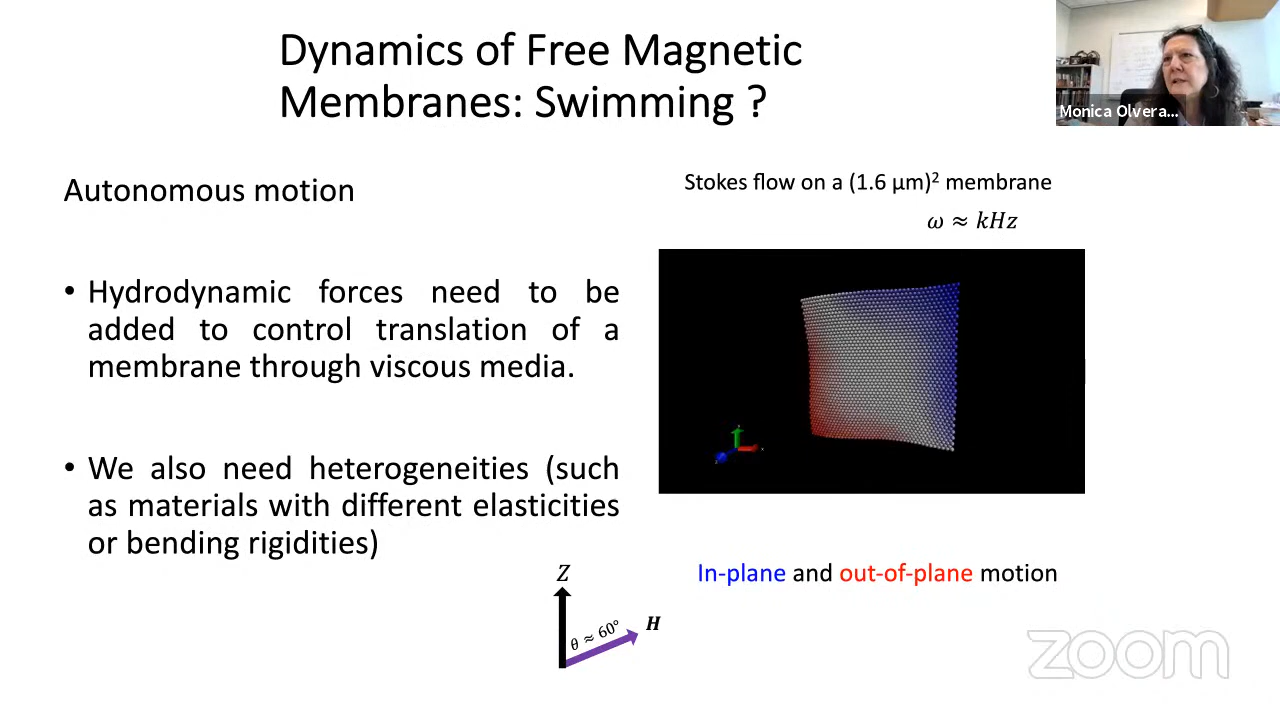 Dynamics of Free Magnetic
Membranes: Swimming ?
Monica Olvera...
Autonomous motion
Stokes flow on a (1.6 μm)² membrane
ω ≈ kHz
• Hydrodynamic forces need to be
added to control translation of a
membrane through viscous media.
• We also need heterogeneities (such
as materials with different elasticities
or bending rigidities)
In-plane and out-of-plane motion
Z
θ ≈ 60°
H
zoom